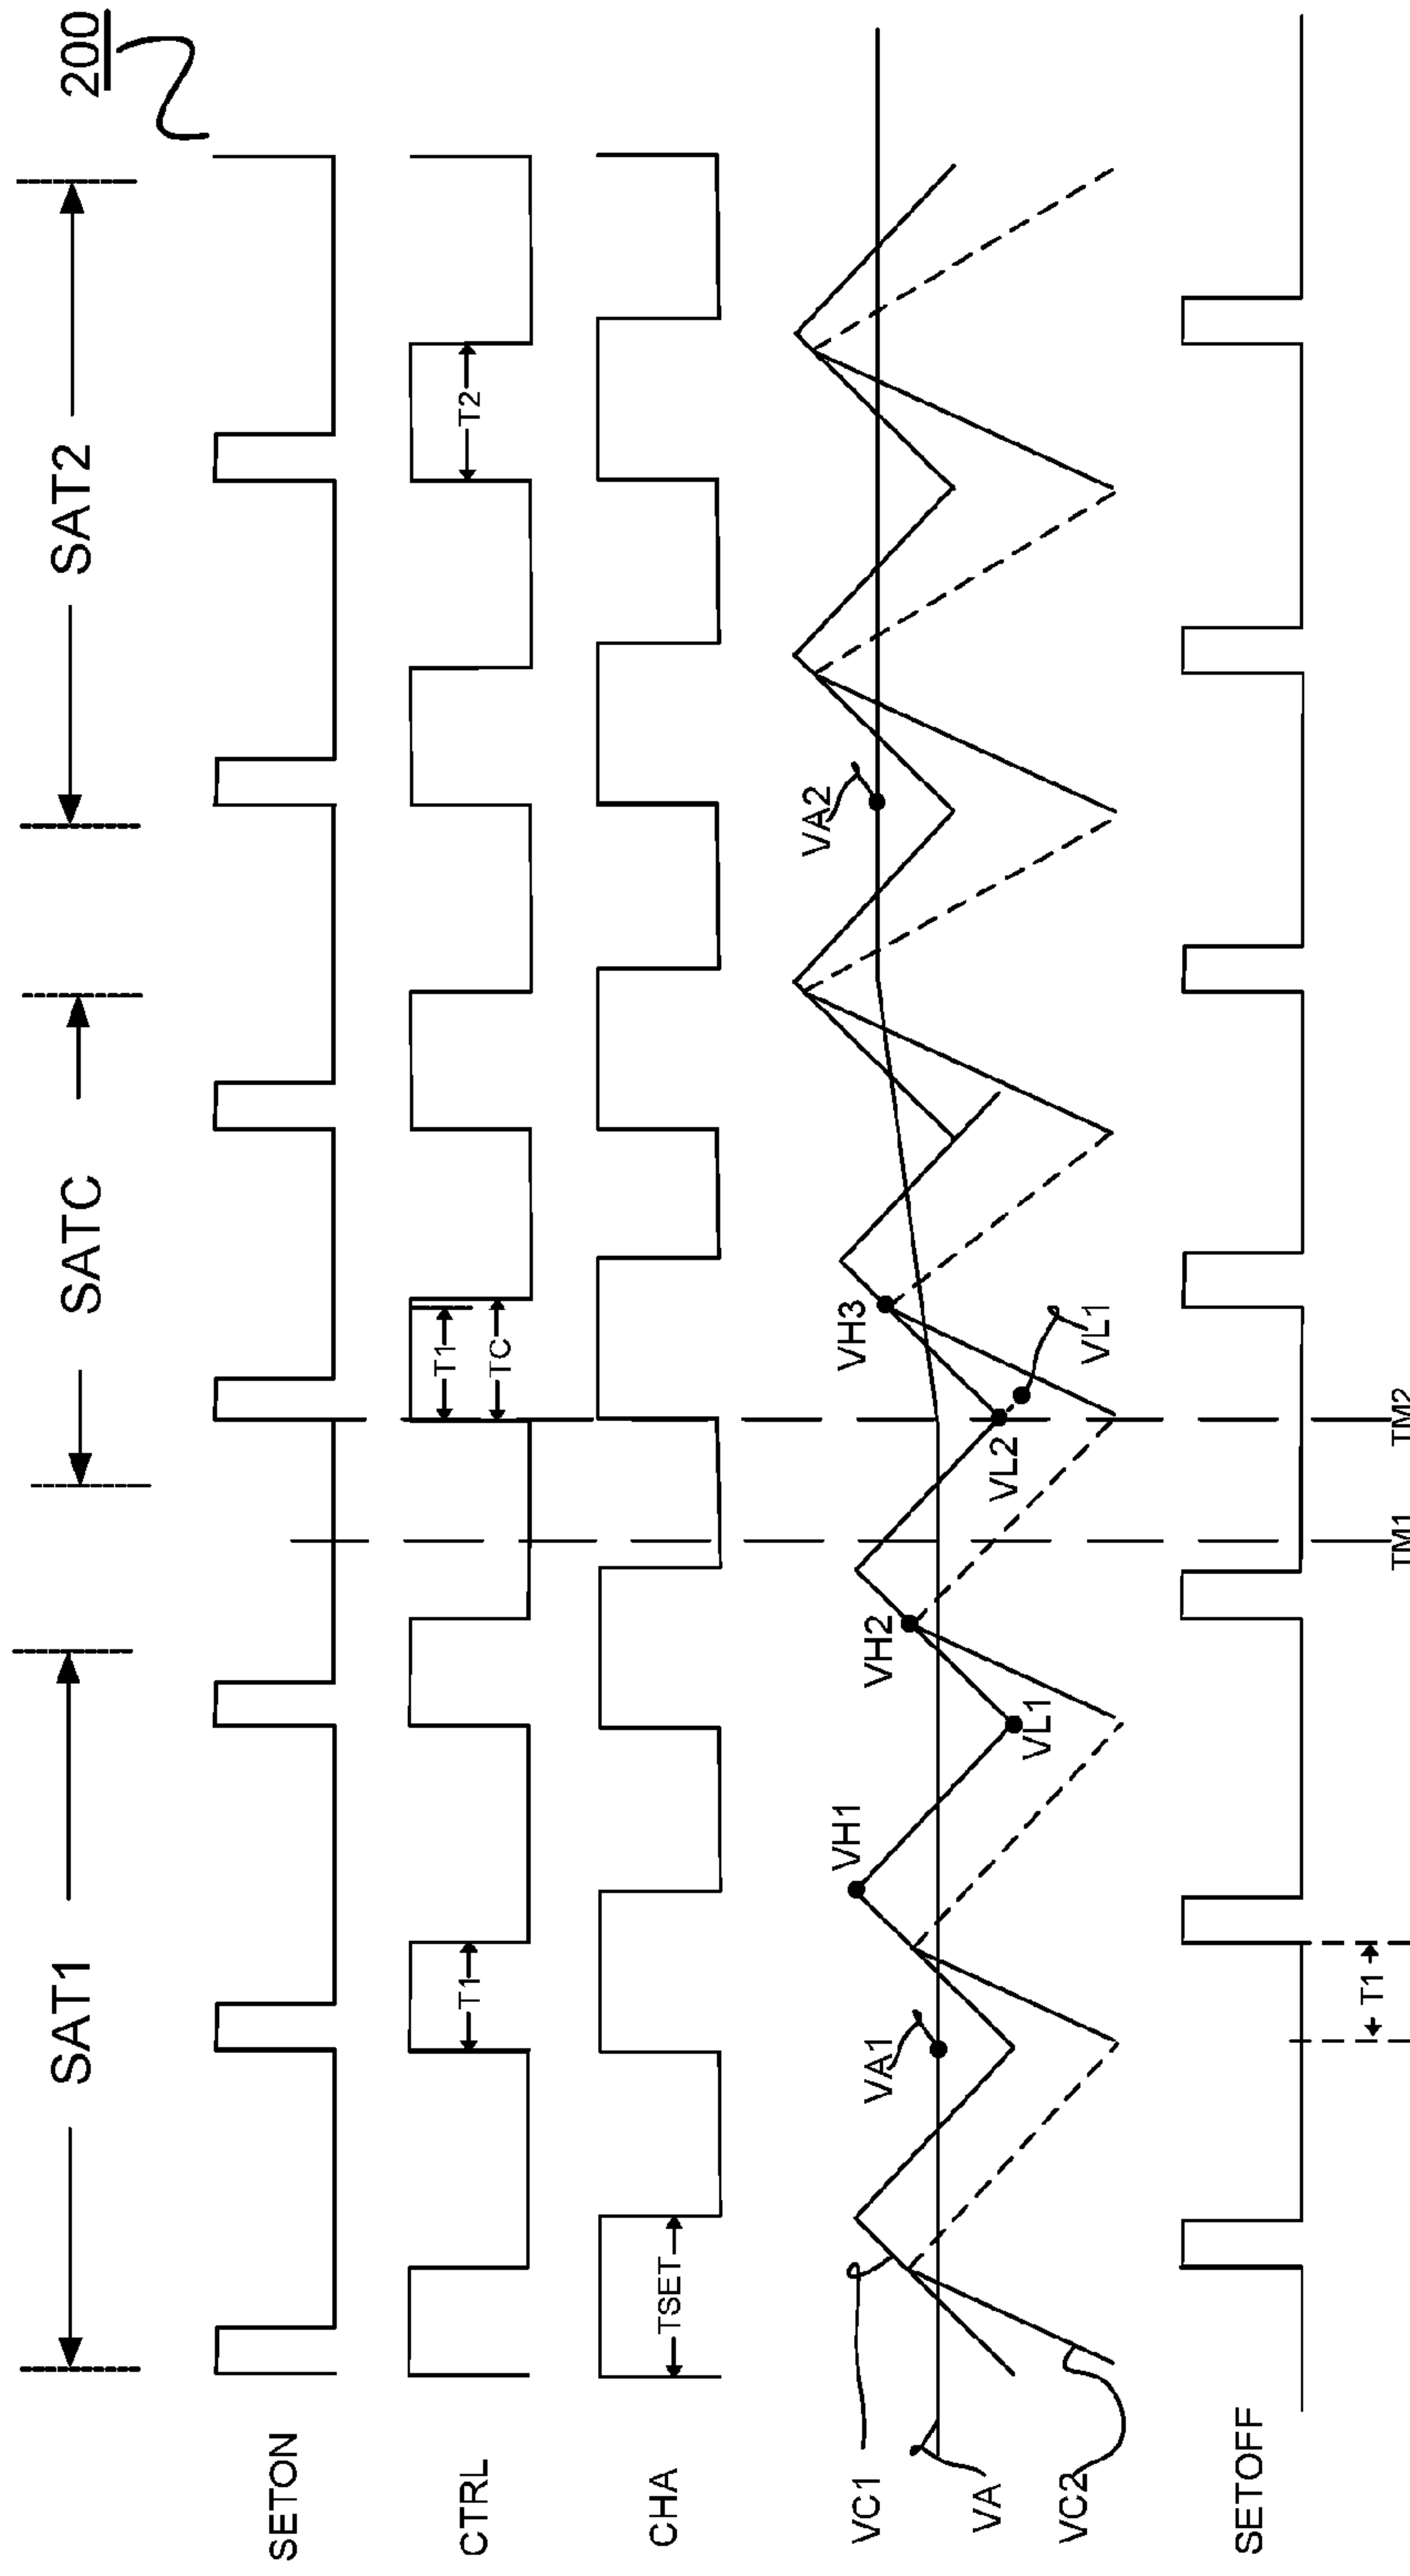 200
SAT1
SATC
SAT2
SETON
CTRL
T1
T1
TC
T2
CHA
TSET
VC1
VA
VC2
VA1
VH1
VL1
VH2
VL2
VH3
VL1
VA2
SETOFF
T1
TM1
TM2